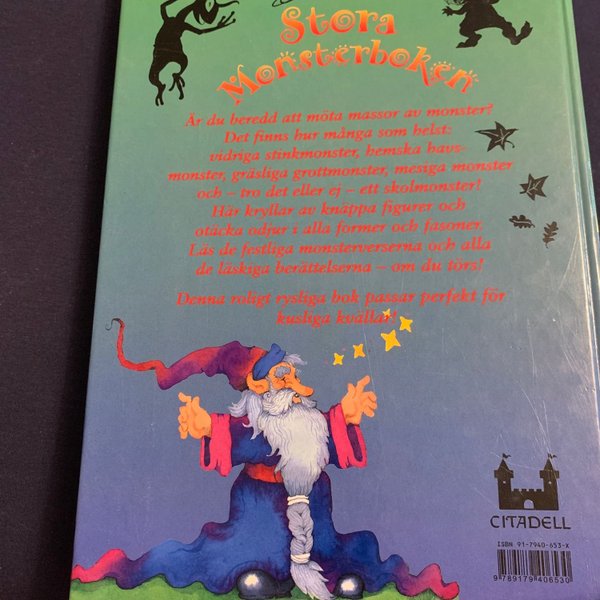 Stora
Monsterboken
Är du beredd att möta massor av monster?
Det finns hur många som helst:
vidriga stinkmonster, hemska havs-
monster, gräsliga grottmonster, mesiga monster
och – tro det eller ej – ett skolmonster!
Här kryllar av knäppa figurer och
otäcka odjur i alla former och fasoner.
Läs de festliga monsterverserna och alla
de läskiga berättelserna – om du törs!
Denna roligt rysliga bok passar perfekt för
kusliga kvällar!
CITADELL
ISBN 91-7940-653-X
9 789179 406530